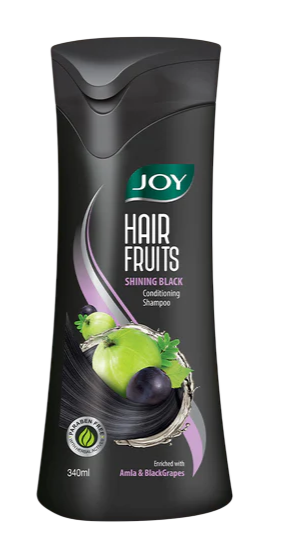 JOY
HAIR
FRUITS
SHINING BLACK
Conditioning
Shampoo
PARABEN FREE
340ml
Enriched with
Amla & BlackGrapes